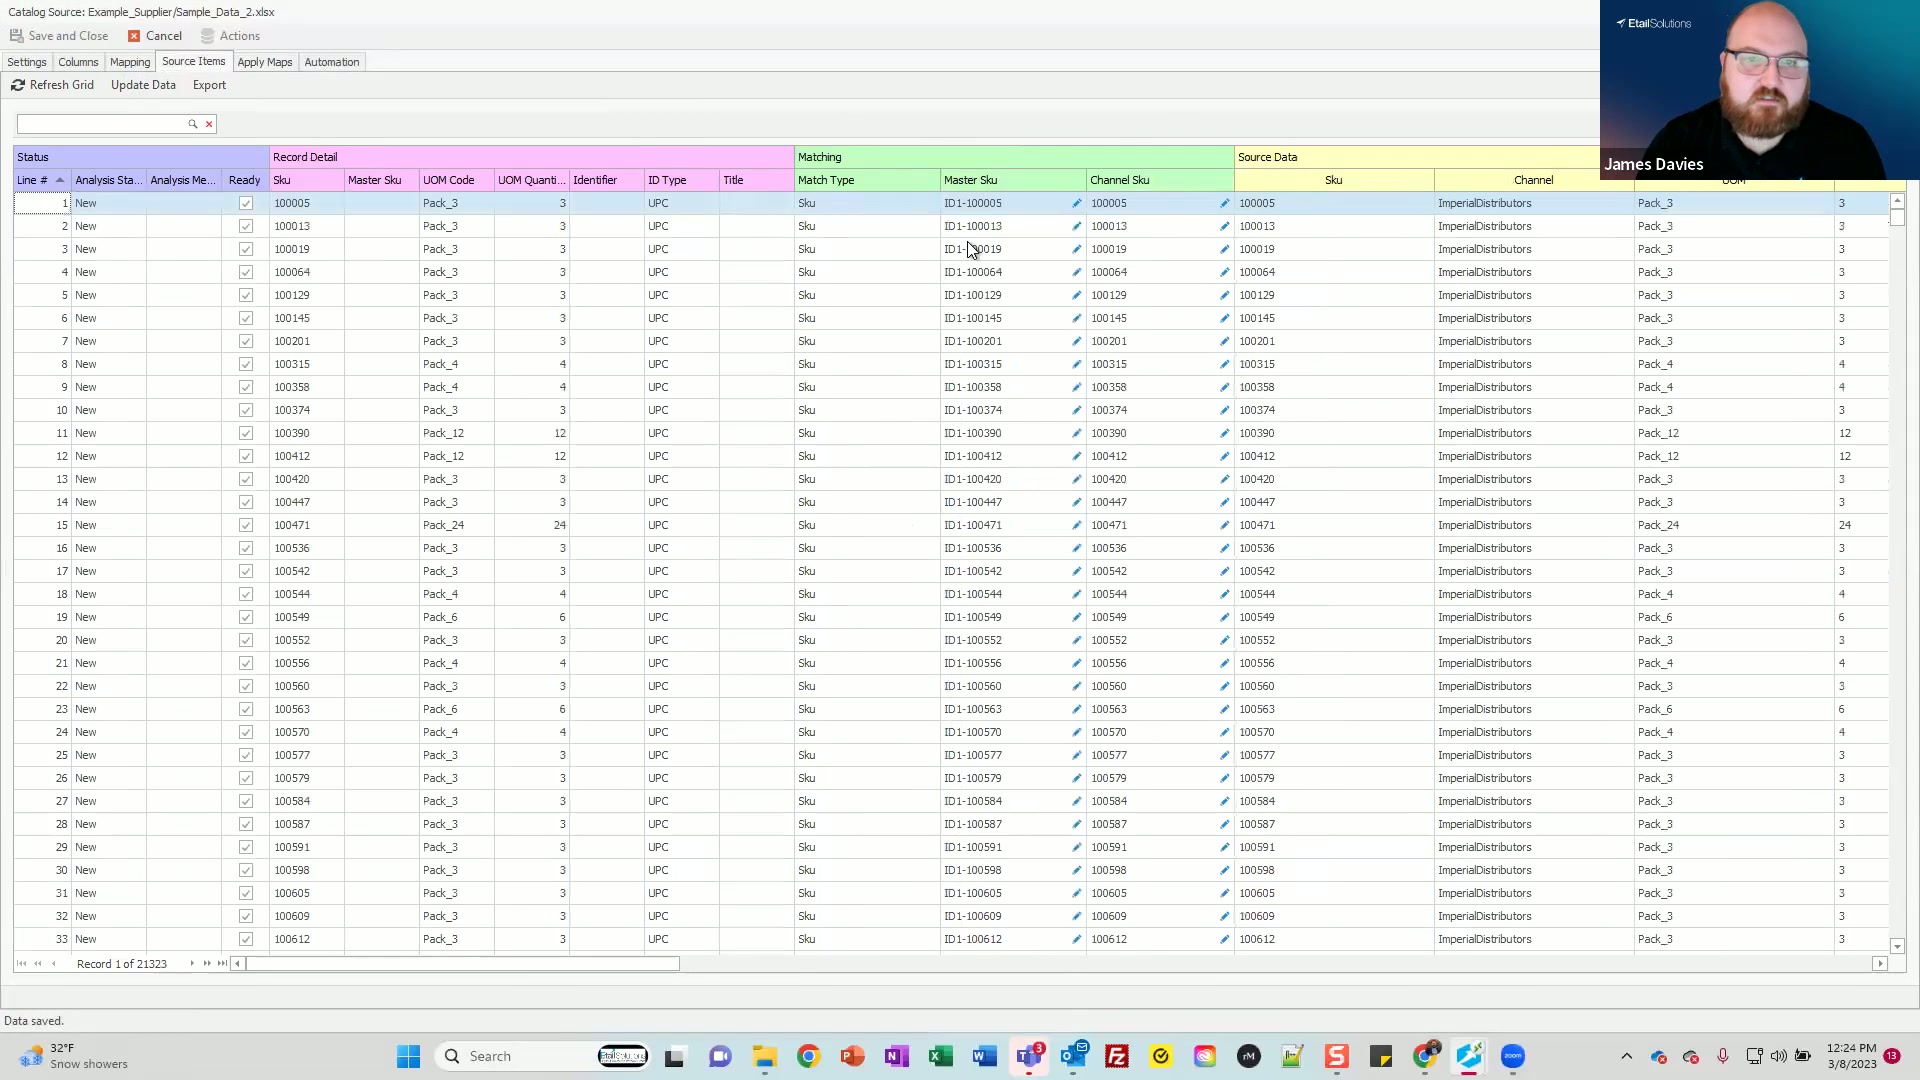 Catalog Source: Example_Supplier/Sample_Data_2.xlsx
Save and Close Cancel Actions
Settings Columns Mapping Source Items Apply Maps Automation
Refresh Grid Update Data Export
EtailSolutions
James Davies
Status Record Detail Matching Source Data
Line # Analysis Sta... Analysis Me... Ready Sku Master Sku UOM Code UOM Quanti... Identifier ID Type Title Match Type Master Sku Channel Sku Sku Channel UOM
1 New 100005 Pack_3 3 UPC Sku ID1-100005 100005 100005 ImperialDistributors Pack_3 3
2 New 100013 Pack_3 3 UPC Sku ID1-100013 100013 100013 ImperialDistributors Pack_3 3
3 New 100019 Pack_3 3 UPC Sku ID1-100019 100019 100019 ImperialDistributors Pack_3 3
4 New 100064 Pack_3 3 UPC Sku ID1-100064 100064 100064 ImperialDistributors Pack_3 3
5 New 100129 Pack_3 3 UPC Sku ID1-100129 100129 100129 ImperialDistributors Pack_3 3
6 New 100145 Pack_3 3 UPC Sku ID1-100145 100145 100145 ImperialDistributors Pack_3 3
7 New 100201 Pack_3 3 UPC Sku ID1-100201 100201 100201 ImperialDistributors Pack_3 3
8 New 100315 Pack_4 4 UPC Sku ID1-100315 100315 100315 ImperialDistributors Pack_4 4
9 New 100358 Pack_4 4 UPC Sku ID1-100358 100358 100358 ImperialDistributors Pack_4 4
10 New 100374 Pack_3 3 UPC Sku ID1-100374 100374 100374 ImperialDistributors Pack_3 3
11 New 100390 Pack_12 12 UPC Sku ID1-100390 100390 100390 ImperialDistributors Pack_12 12
12 New 100412 Pack_12 12 UPC Sku ID1-100412 100412 100412 ImperialDistributors Pack_12 12
13 New 100420 Pack_3 3 UPC Sku ID1-100420 100420 100420 ImperialDistributors Pack_3 3
14 New 100447 Pack_3 3 UPC Sku ID1-100447 100447 100447 ImperialDistributors Pack_3 3
15 New 100471 Pack_24 24 UPC Sku ID1-100471 100471 100471 ImperialDistributors Pack_24 24
16 New 100536 Pack_3 3 UPC Sku ID1-100536 100536 100536 ImperialDistributors Pack_3 3
17 New 100542 Pack_3 3 UPC Sku ID1-100542 100542 100542 ImperialDistributors Pack_3 3
18 New 100544 Pack_4 4 UPC Sku ID1-100544 100544 100544 ImperialDistributors Pack_4 4
19 New 100549 Pack_6 6 UPC Sku ID1-100549 100549 100549 ImperialDistributors Pack_6 6
20 New 100552 Pack_3 3 UPC Sku ID1-100552 100552 100552 ImperialDistributors Pack_3 3
21 New 100556 Pack_4 4 UPC Sku ID1-100556 100556 100556 ImperialDistributors Pack_4 4
22 New 100560 Pack_3 3 UPC Sku ID1-100560 100560 100560 ImperialDistributors Pack_3 3
23 New 100563 Pack_6 6 UPC Sku ID1-100563 100563 100563 ImperialDistributors Pack_6 6
24 New 100570 Pack_4 4 UPC Sku ID1-100570 100570 100570 ImperialDistributors Pack_4 4
25 New 100577 Pack_3 3 UPC Sku ID1-100577 100577 100577 ImperialDistributors Pack_3 3
26 New 100579 Pack_3 3 UPC Sku ID1-100579 100579 100579 ImperialDistributors Pack_3 3
27 New 100584 Pack_3 3 UPC Sku ID1-100584 100584 100584 ImperialDistributors Pack_3 3
28 New 100587 Pack_3 3 UPC Sku ID1-100587 100587 100587 ImperialDistributors Pack_3 3
29 New 100591 Pack_3 3 UPC Sku ID1-100591 100591 100591 ImperialDistributors Pack_3 3
30 New 100598 Pack_3 3 UPC Sku ID1-100598 100598 100598 ImperialDistributors Pack_3 3
31 New 100605 Pack_3 3 UPC Sku ID1-100605 100605 100605 ImperialDistributors Pack_3 3
32 New 100609 Pack_3 3 UPC Sku ID1-100609 100609 100609 ImperialDistributors Pack_3 3
33 New 100612 Pack_3 3 UPC Sku ID1-100612 100612 100612 ImperialDistributors Pack_3 3
Record 1 of 21323
Data saved.
32°F
Snow showers
Search
EtailSolutions
3
rM
zoom
12:24 PM
3/8/2023
13